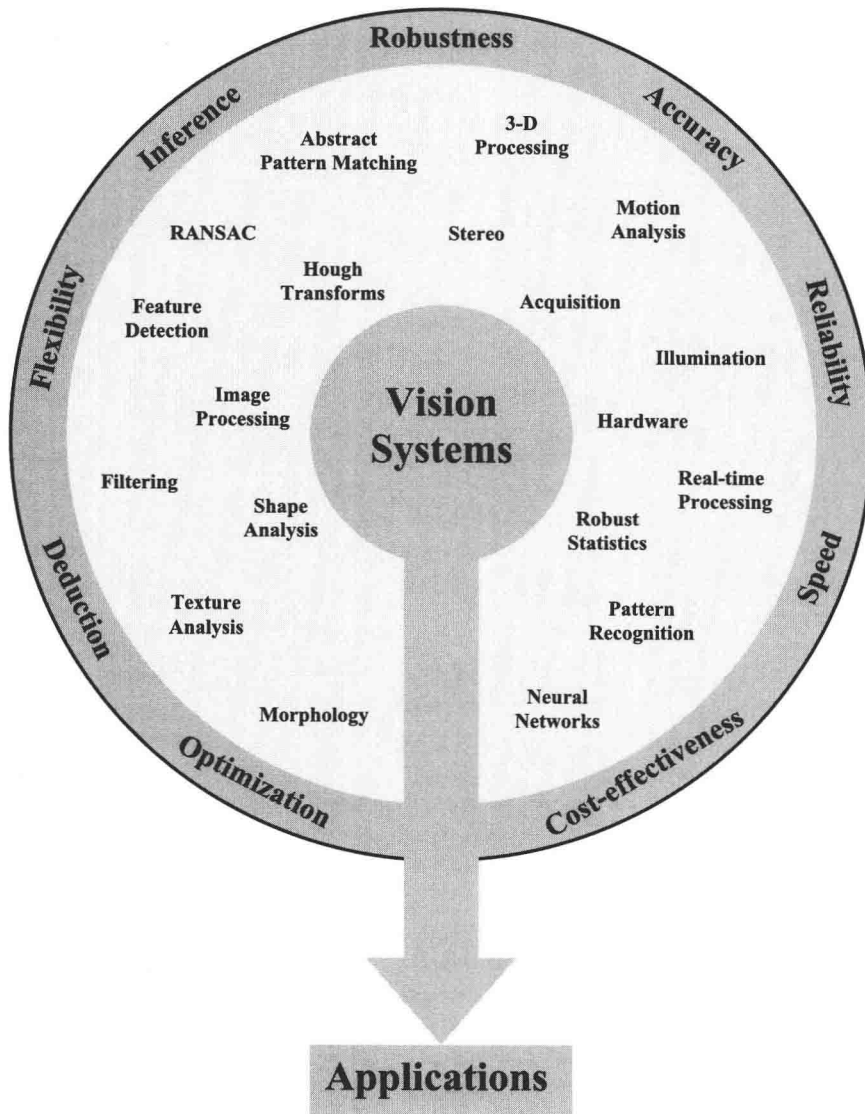 Robustness
Inference
Accuracy
Abstract
Pattern Matching
3-D
Processing
Motion
Analysis
RANSAC
Stereo
Hough
Transforms
Flexibility
Reliability
Feature
Detection
Acquisition
Illumination
Image
Processing
Vision
Systems
Hardware
Filtering
Real-time
Processing
Shape
Analysis
Robust
Statistics
Deduction
Speed
Texture
Analysis
Pattern
Recognition
Morphology
Neural
Networks
Optimization
Cost-effectiveness
Applications